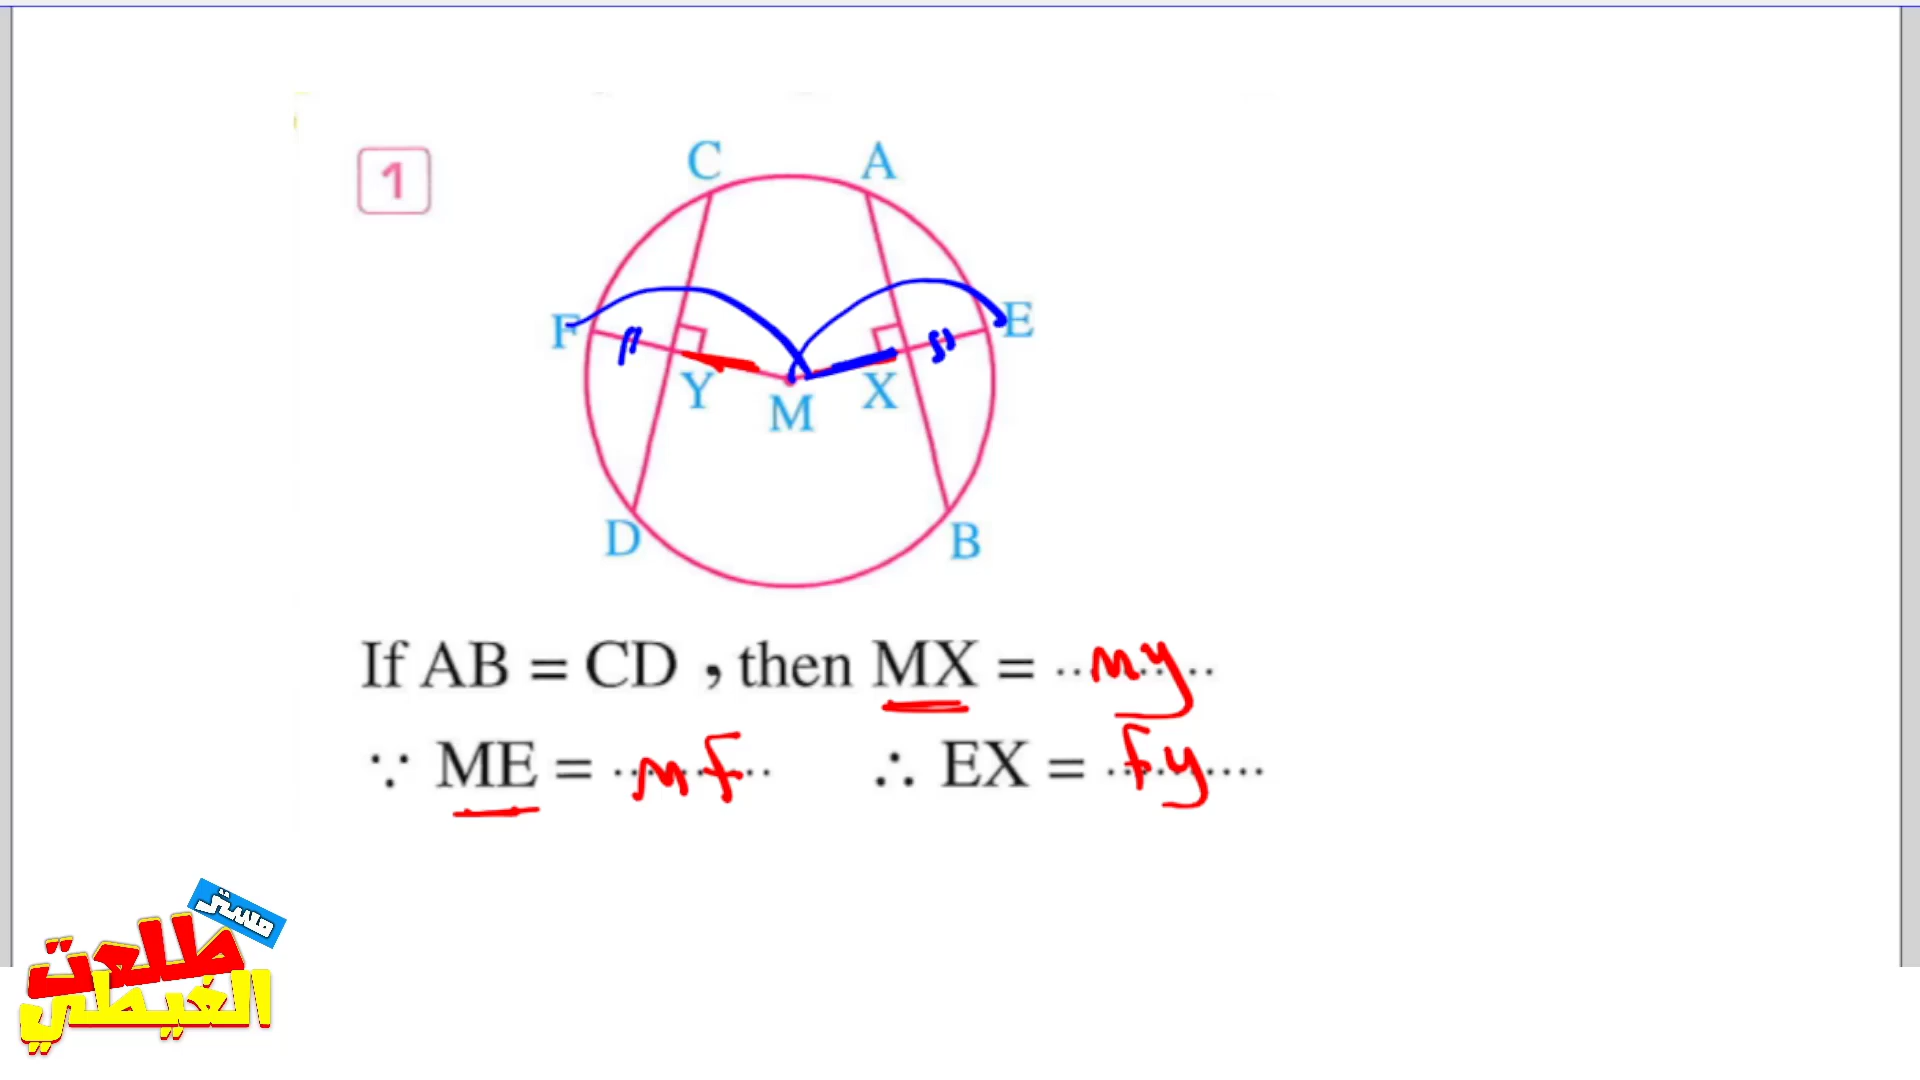 1
C A
F E
Y M X
D B
If AB = CD , then MX = ..my..
∵ ME = ..mF.. ∴ EX = ..Fy..
مستر
طلعت
الغيطي